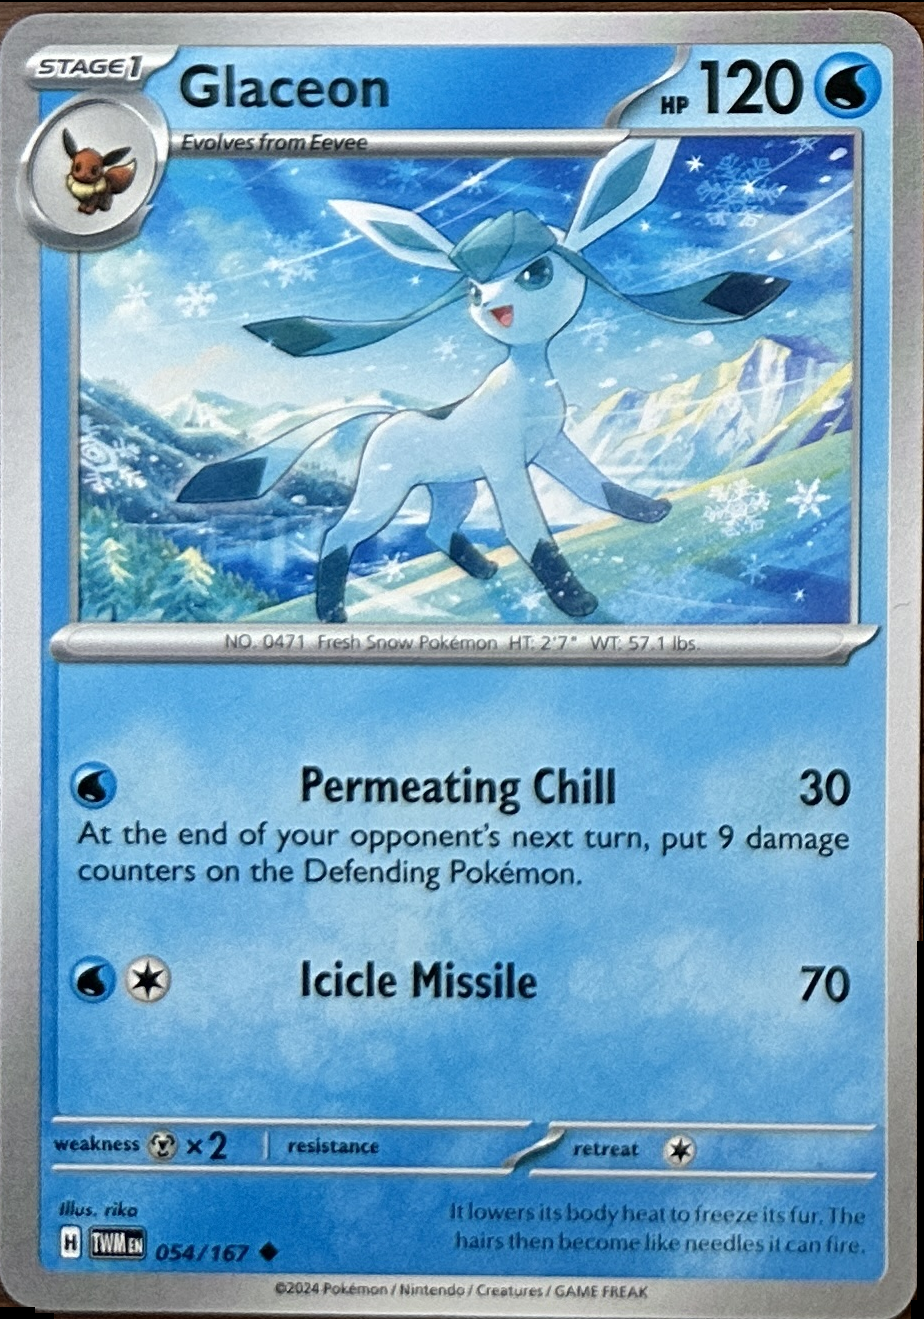 STAGE1
Glaceon
HP 120
Evolves from Eevee
NO. 0471 Fresh Snow Pokémon HT: 2'7" WT: 57.1 lbs.
Permeating Chill 30
At the end of your opponent's next turn, put 9 damage
counters on the Defending Pokémon.
Icicle Missile 70
weakness ×2 resistance retreat
Illus. riko
It lowers its body heat to freeze its fur. The
hairs then become like needles it can fire.
H TWM EN 054/167
©2024 Pokémon / Nintendo / Creatures / GAME FREAK